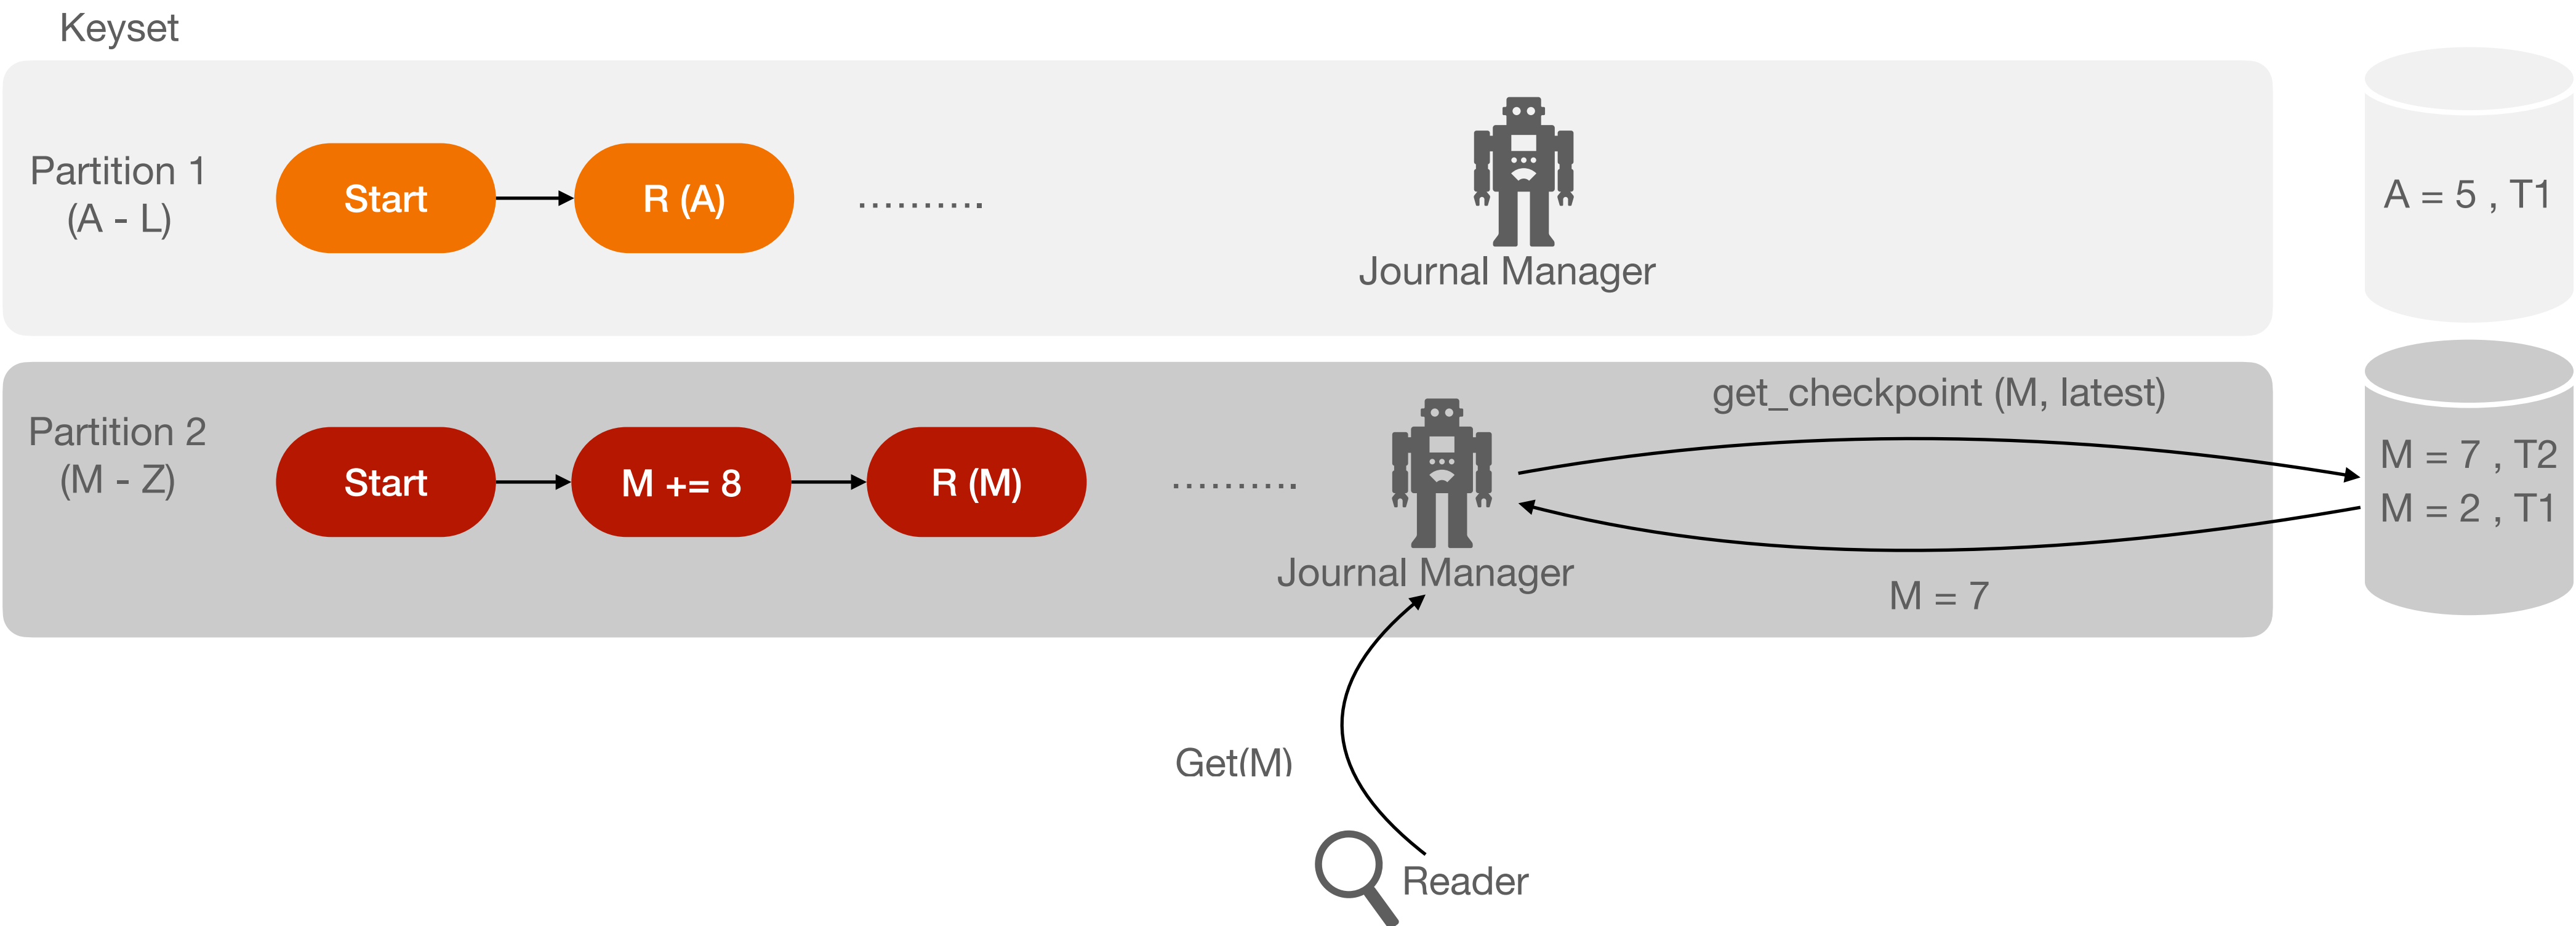 Keyset
Partition 1
(A - L)
Start
R (A)
..........
Journal Manager
A = 5 , T1
Partition 2
(M - Z)
Start
M += 8
R (M)
..........
Journal Manager
get_checkpoint (M, latest)
M = 7
M = 7 , T2
M = 2 , T1
Get(M)
Reader